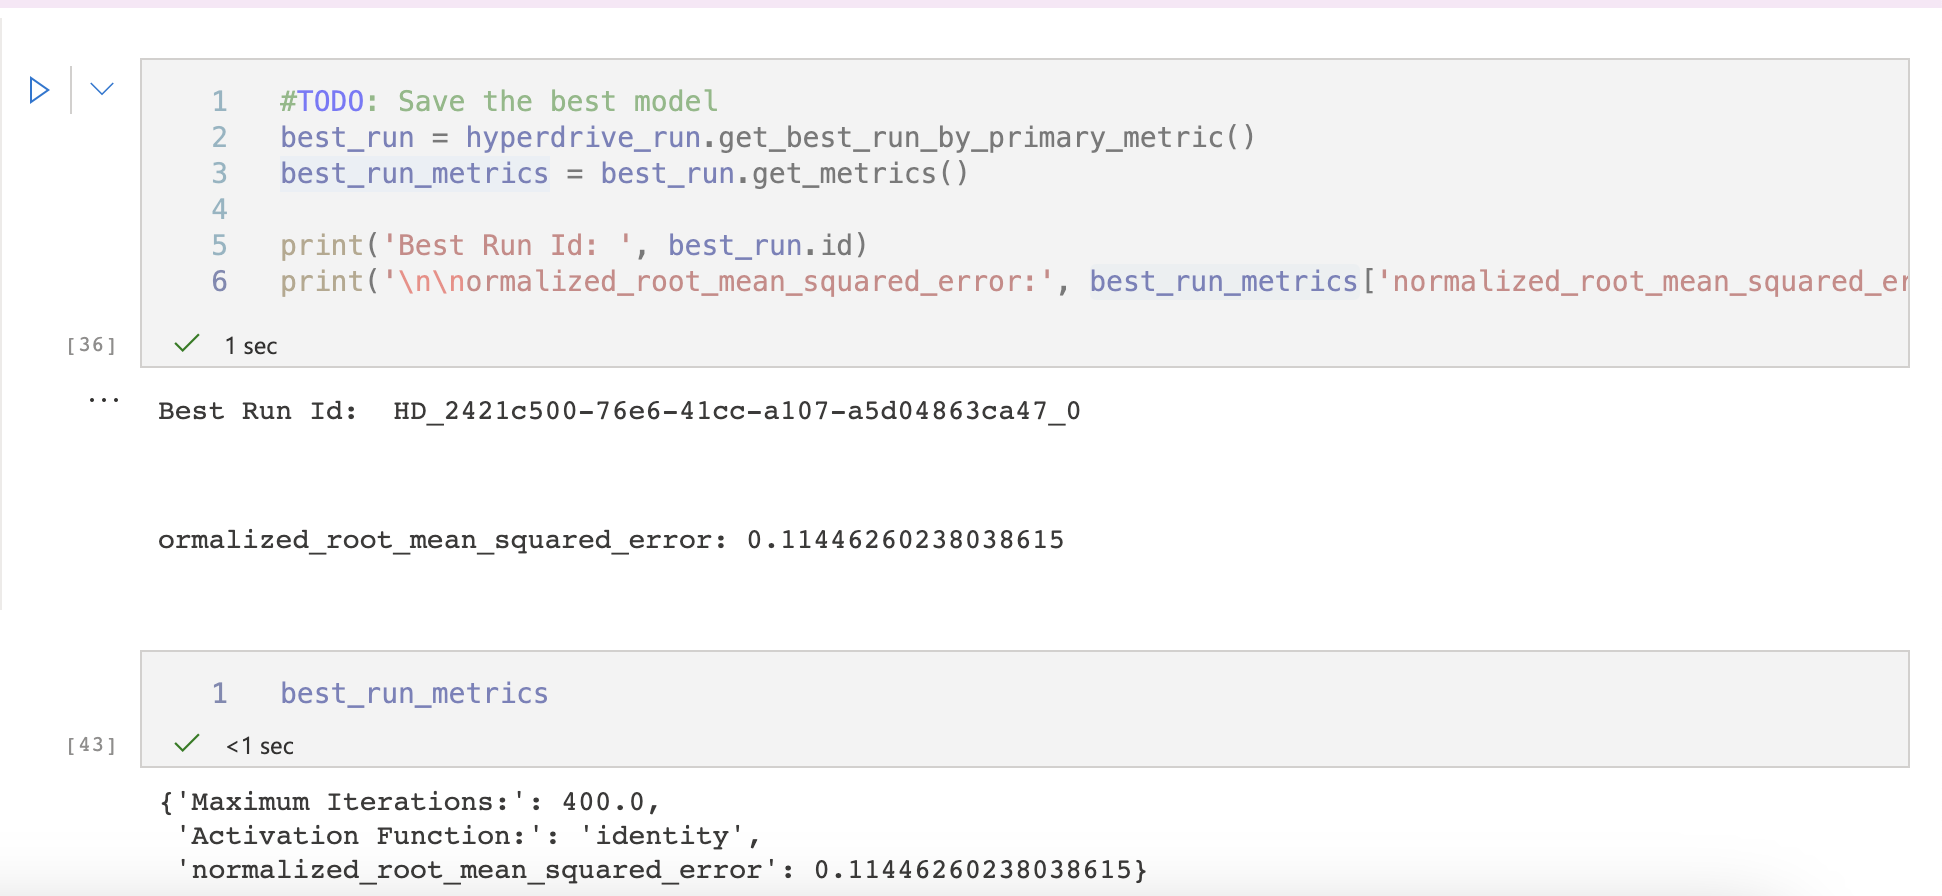 1 #TODO: Save the best model
2 best_run = hyperdrive_run.get_best_run_by_primary_metric()
3 best_run_metrics = best_run.get_metrics()
4
5 print('Best Run Id: ', best_run.id)
6 print('\n\normalized_root_mean_squared_error:', best_run_metrics['normalized_root_mean_squared_er
[36] 1 sec
...
Best Run Id:  HD_2421c500-76e6-41cc-a107-a5d04863ca47_0
ormalized_root_mean_squared_error: 0.11446260238038615
1 best_run_metrics
[43] <1 sec
{'Maximum Iterations:': 400.0,
'Activation Function:': 'identity',
'normalized_root_mean_squared_error': 0.11446260238038615}